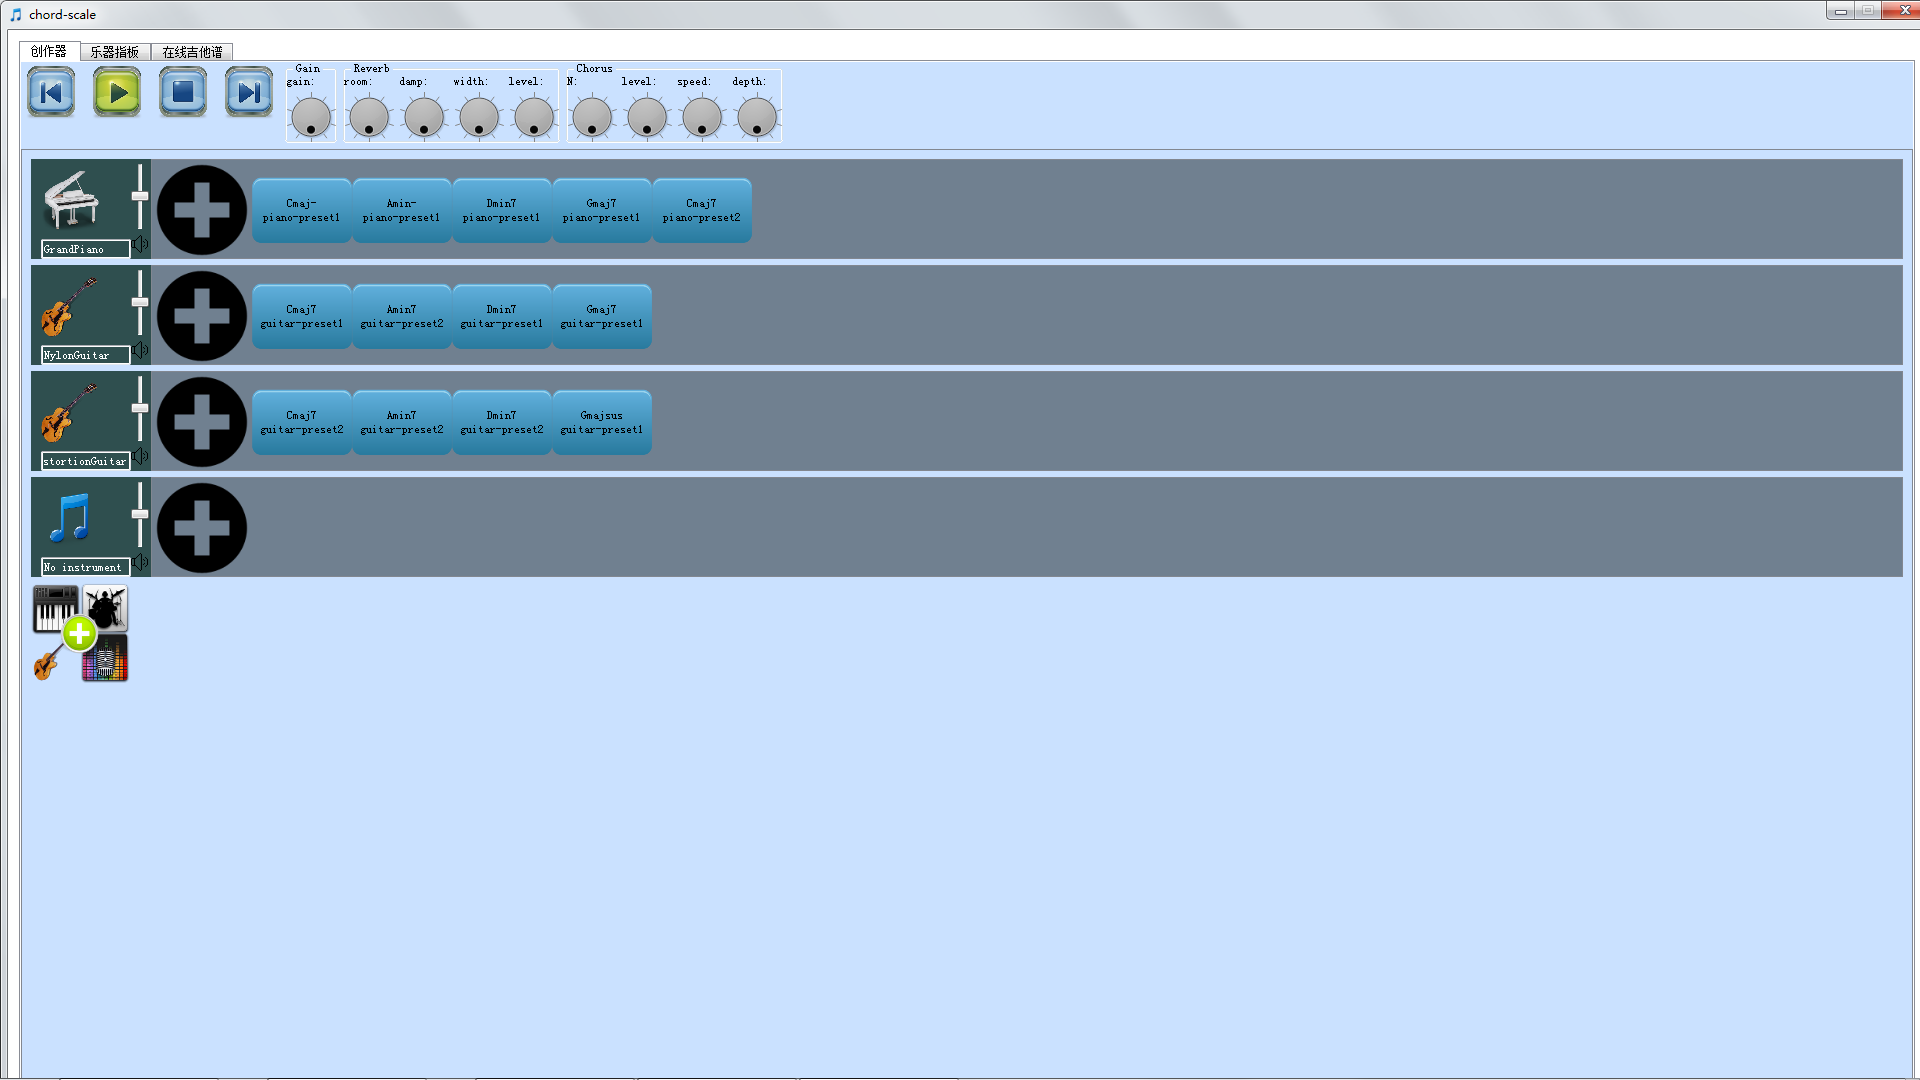 chord-scale
创作器 乐器指板 在线吉他谱
Gain Reverb Chorus
gain: room: damp: width: level: N: level: speed: depth:
Cmaj- Amin- Dmin7 Gmaj7 Cmaj7
piano-preset1 piano-preset1 piano-preset1 piano-preset1 piano-preset2
GrandPiano
Cmaj7 Amin7 Dmin7 Gmaj7
guitar-preset1 guitar-preset2 guitar-preset1 guitar-preset1
NylonGuitar
Cmaj7 Amin7 Dmin7 Gmajsus
guitar-preset2 guitar-preset2 guitar-preset2 guitar-preset1
stortionGuitar
No instrument